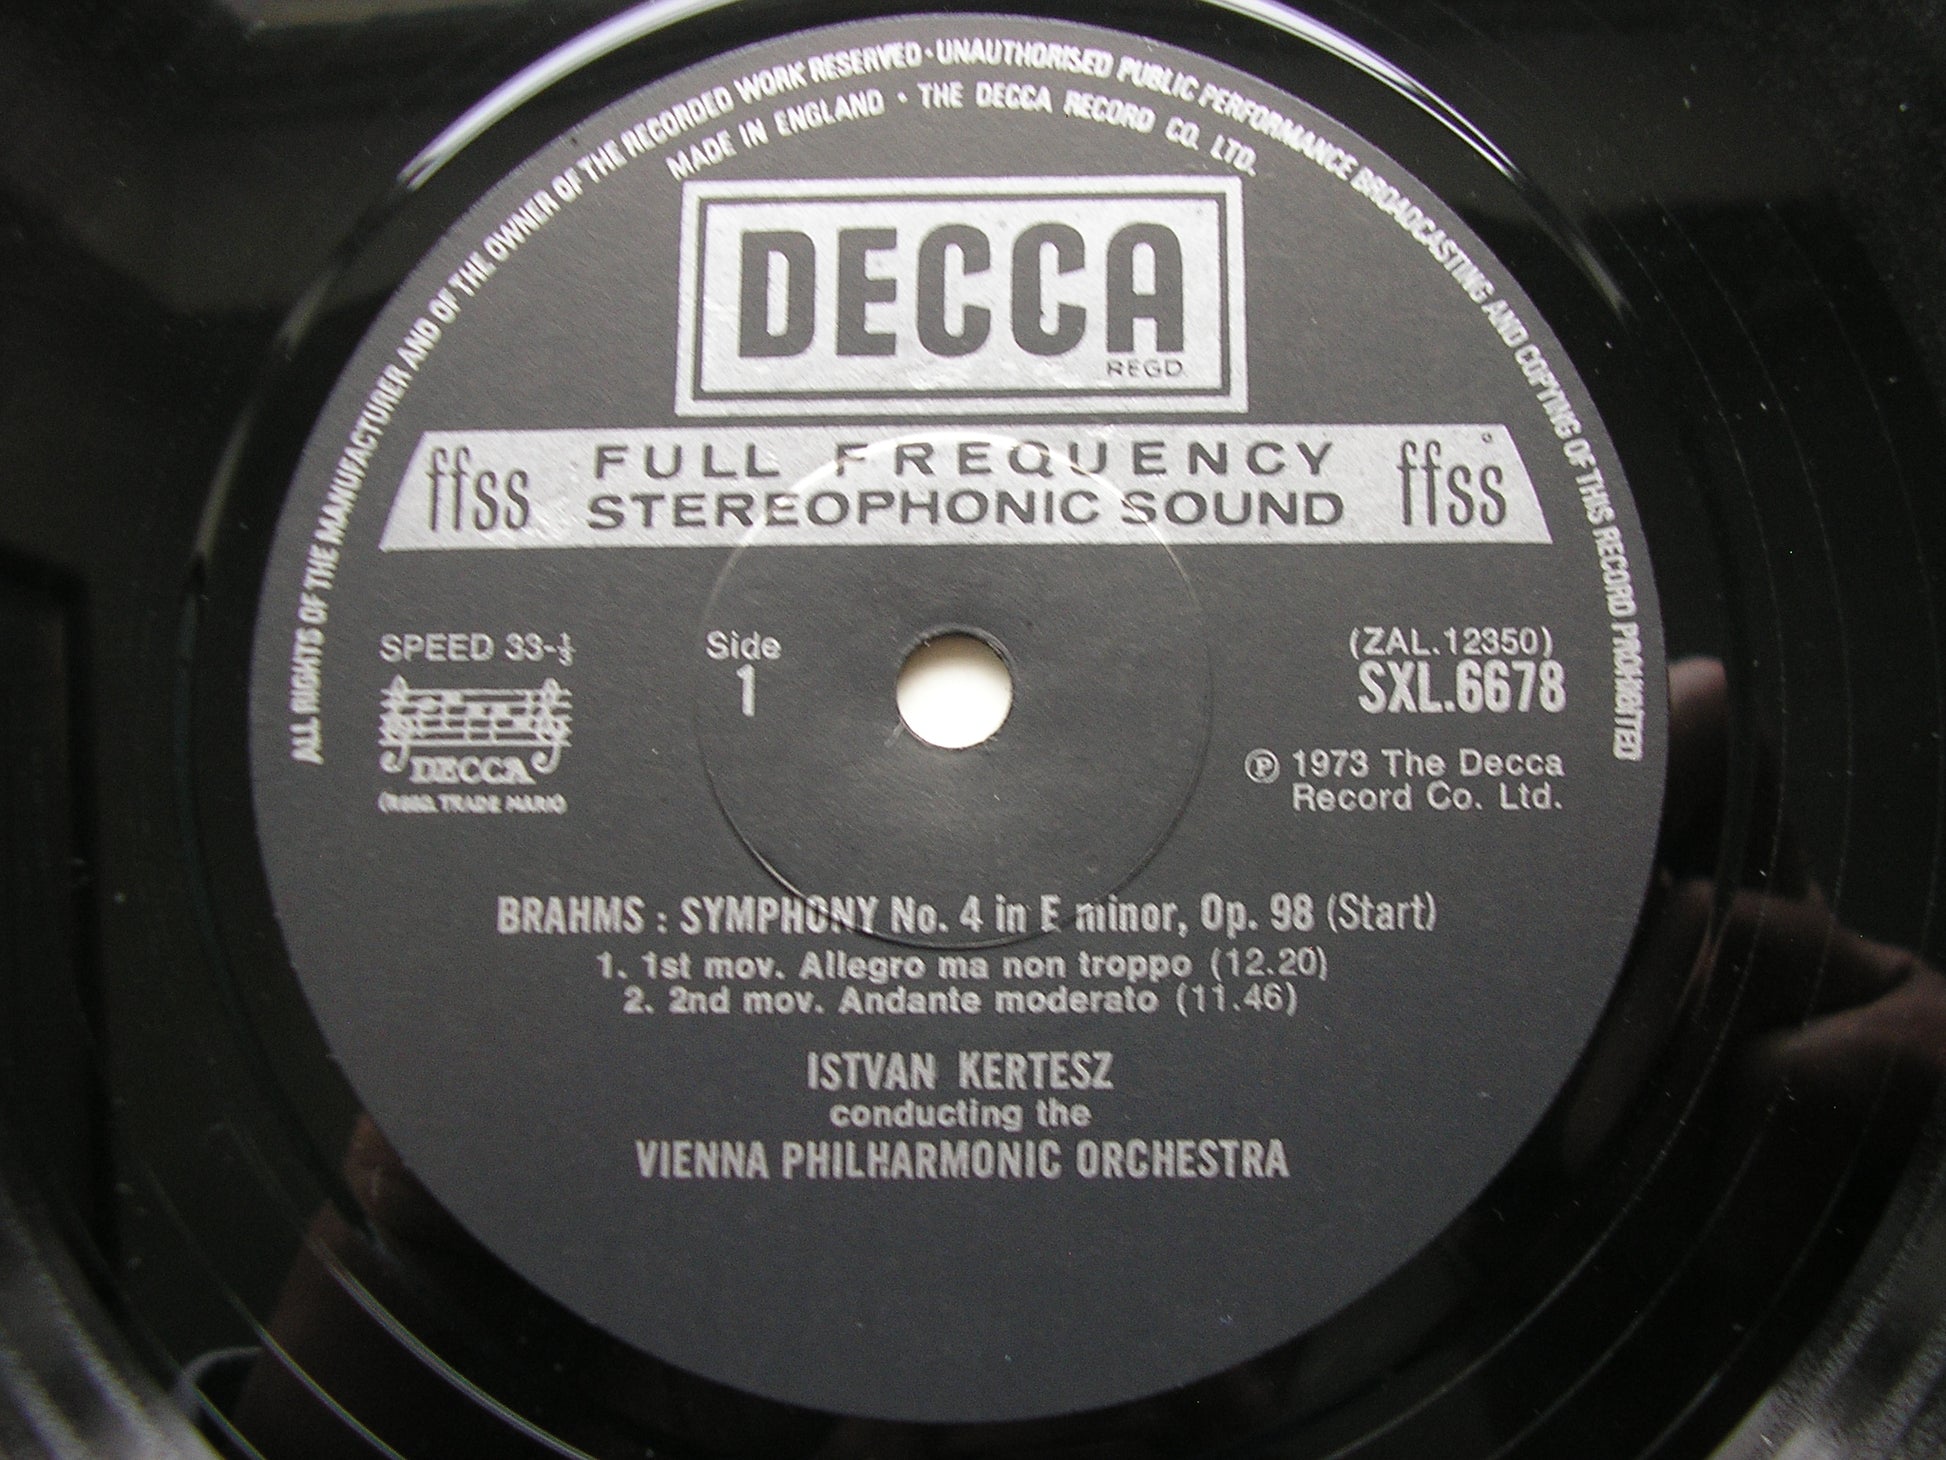 ALL RIGHTS OF THE MANUFACTURER AND OF THE OWNER OF THE RECORDED WORK RESERVED · UNAUTHORISED PUBLIC PERFORMANCE BROADCASTING AND COPYING OF THIS RECORD PROHIBITED
MADE IN ENGLAND · THE DECCA RECORD CO. LTD.
DECCA
REGD.
ffss FULL FREQUENCY ffss
STEREOPHONIC SOUND
SPEED 33-⅓
Side
1
(ZAL.12350)
SXL.6678
DECCA
(REGD. TRADE MARK)
Ⓟ 1973 The Decca
Record Co. Ltd.
BRAHMS : SYMPHONY No. 4 in E minor, Op. 98 (Start)
1. 1st mov. Allegro ma non troppo (12.20)
2. 2nd mov. Andante moderato (11.46)
ISTVAN KERTESZ
conducting the
VIENNA PHILHARMONIC ORCHESTRA